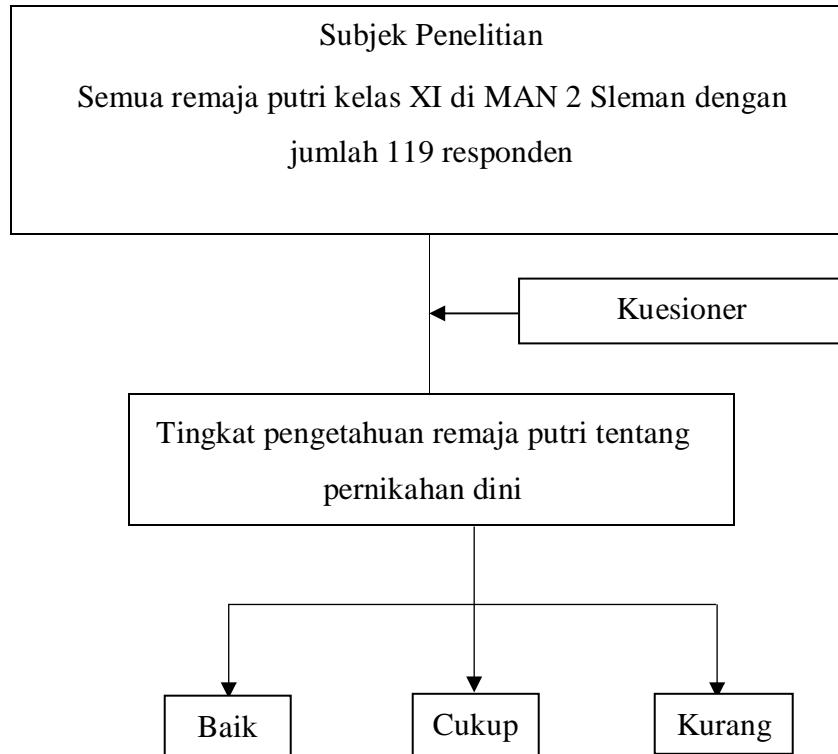 Subjek Penelitian
Semua remaja putri kelas XI di MAN 2 Sleman dengan
jumlah 119 responden
Kuesioner
Tingkat pengetahuan remaja putri tentang
pernikahan dini
Baik
Cukup
Kurang